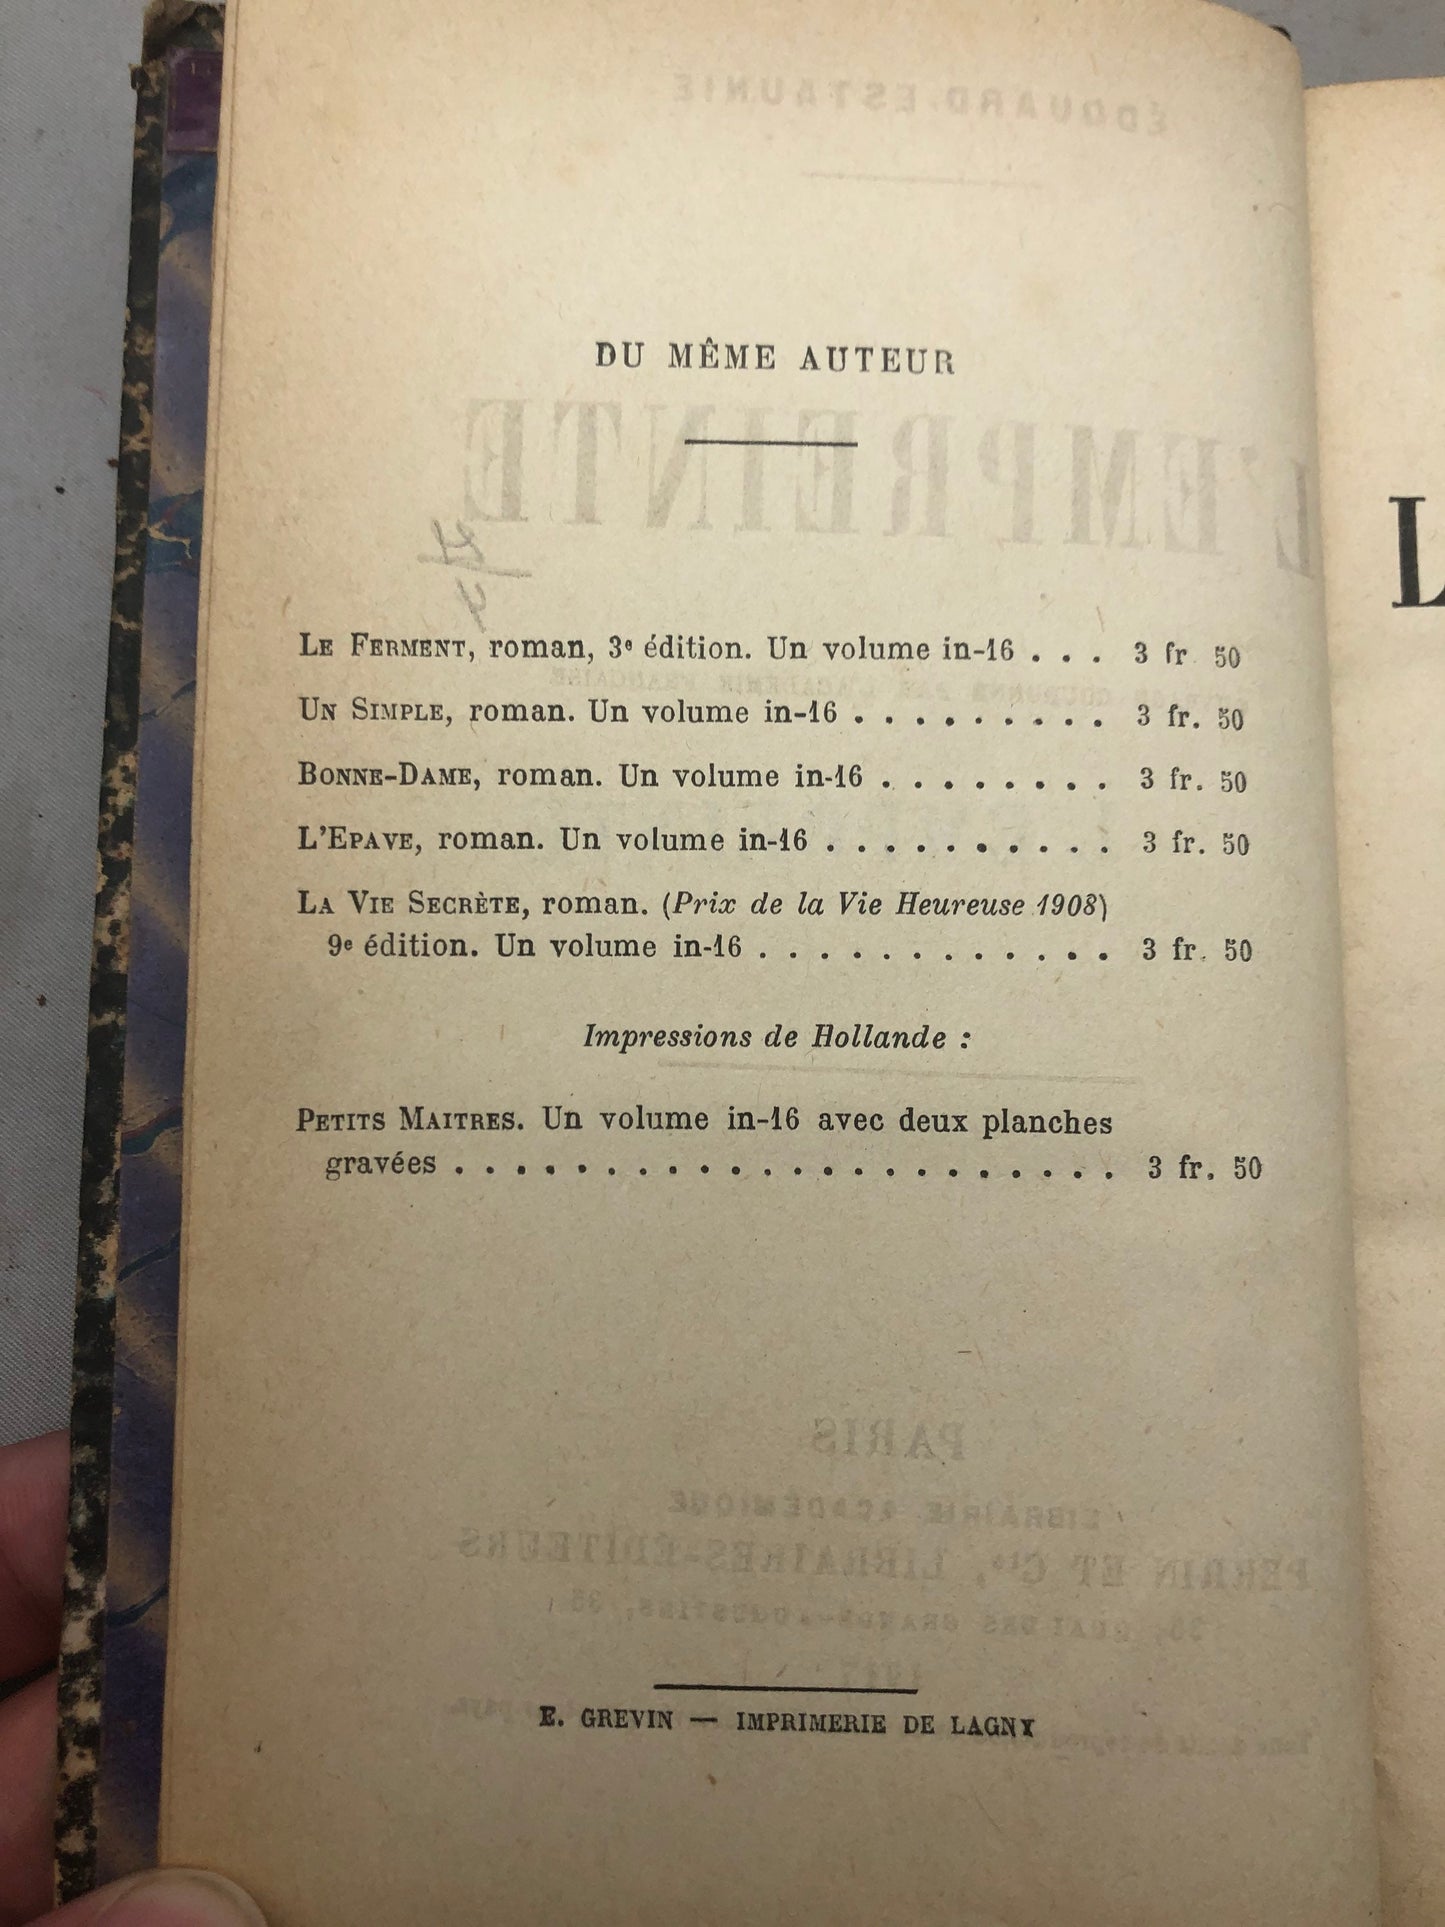 DU MÊME AUTEUR
LE FERMENT, roman, 3e édition. Un volume in-16 . . . 3 fr 50
UN SIMPLE, roman. Un volume in-16 . . . . . . . . . 3 fr. 50
BONNE-DAME, roman. Un volume in-16 . . . . . . . . 3 fr. 50
L'EPAVE, roman. Un volume in-16 . . . . . . . . . . 3 fr. 50
LA VIE SECRÈTE, roman. (Prix de la Vie Heureuse 1908)
9e édition. Un volume in-16 . . . . . . . . . . . . 3 fr. 50
Impressions de Hollande :
PETITS MAITRES. Un volume in-16 avec deux planches
gravées . . . . . . . . . . . . . . . . . . . . . . 3 fr. 50
E. GREVIN — IMPRIMERIE DE LAGNY
L